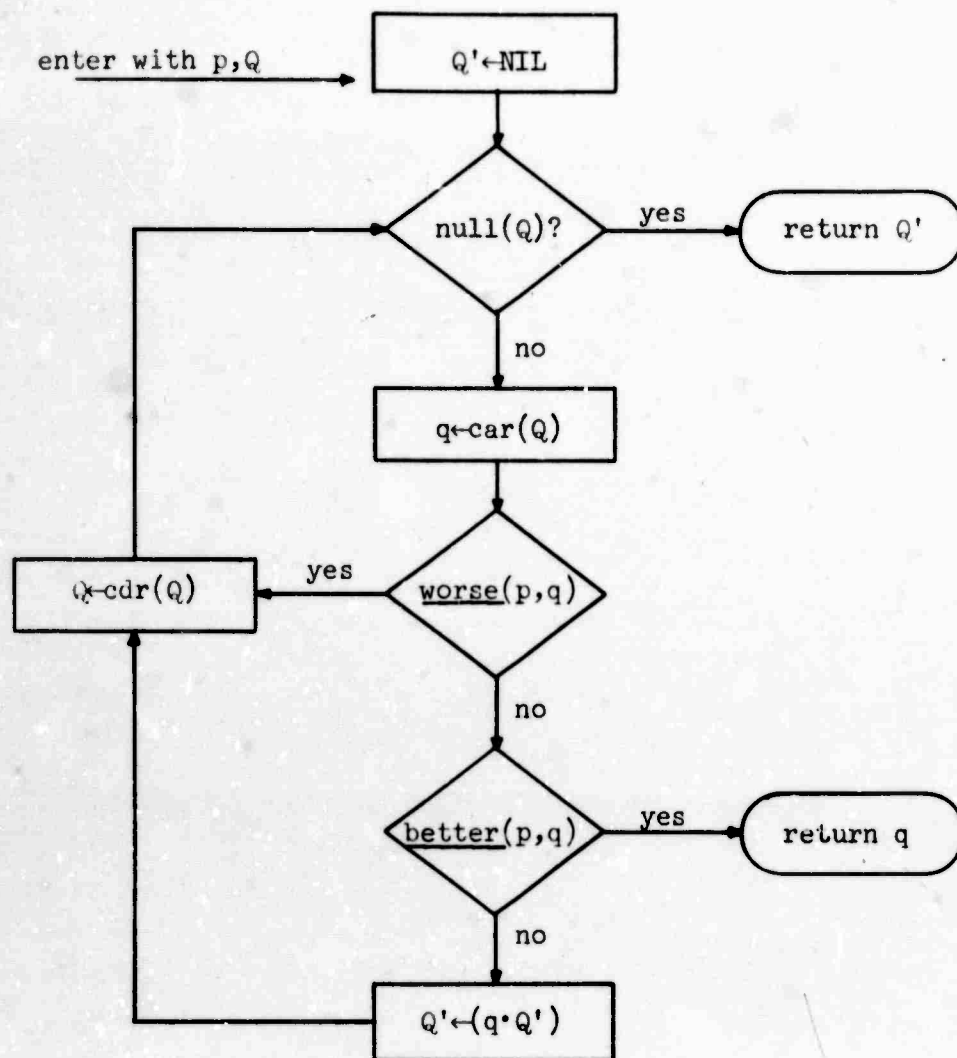 enter with p,Q
Q'←NIL
null(Q)?
yes
return Q'
no
q←car(Q)
Q←cdr(Q)
yes
worse(p,q)
no
better(p,q)
yes
return q
no
Q'←(q·Q')